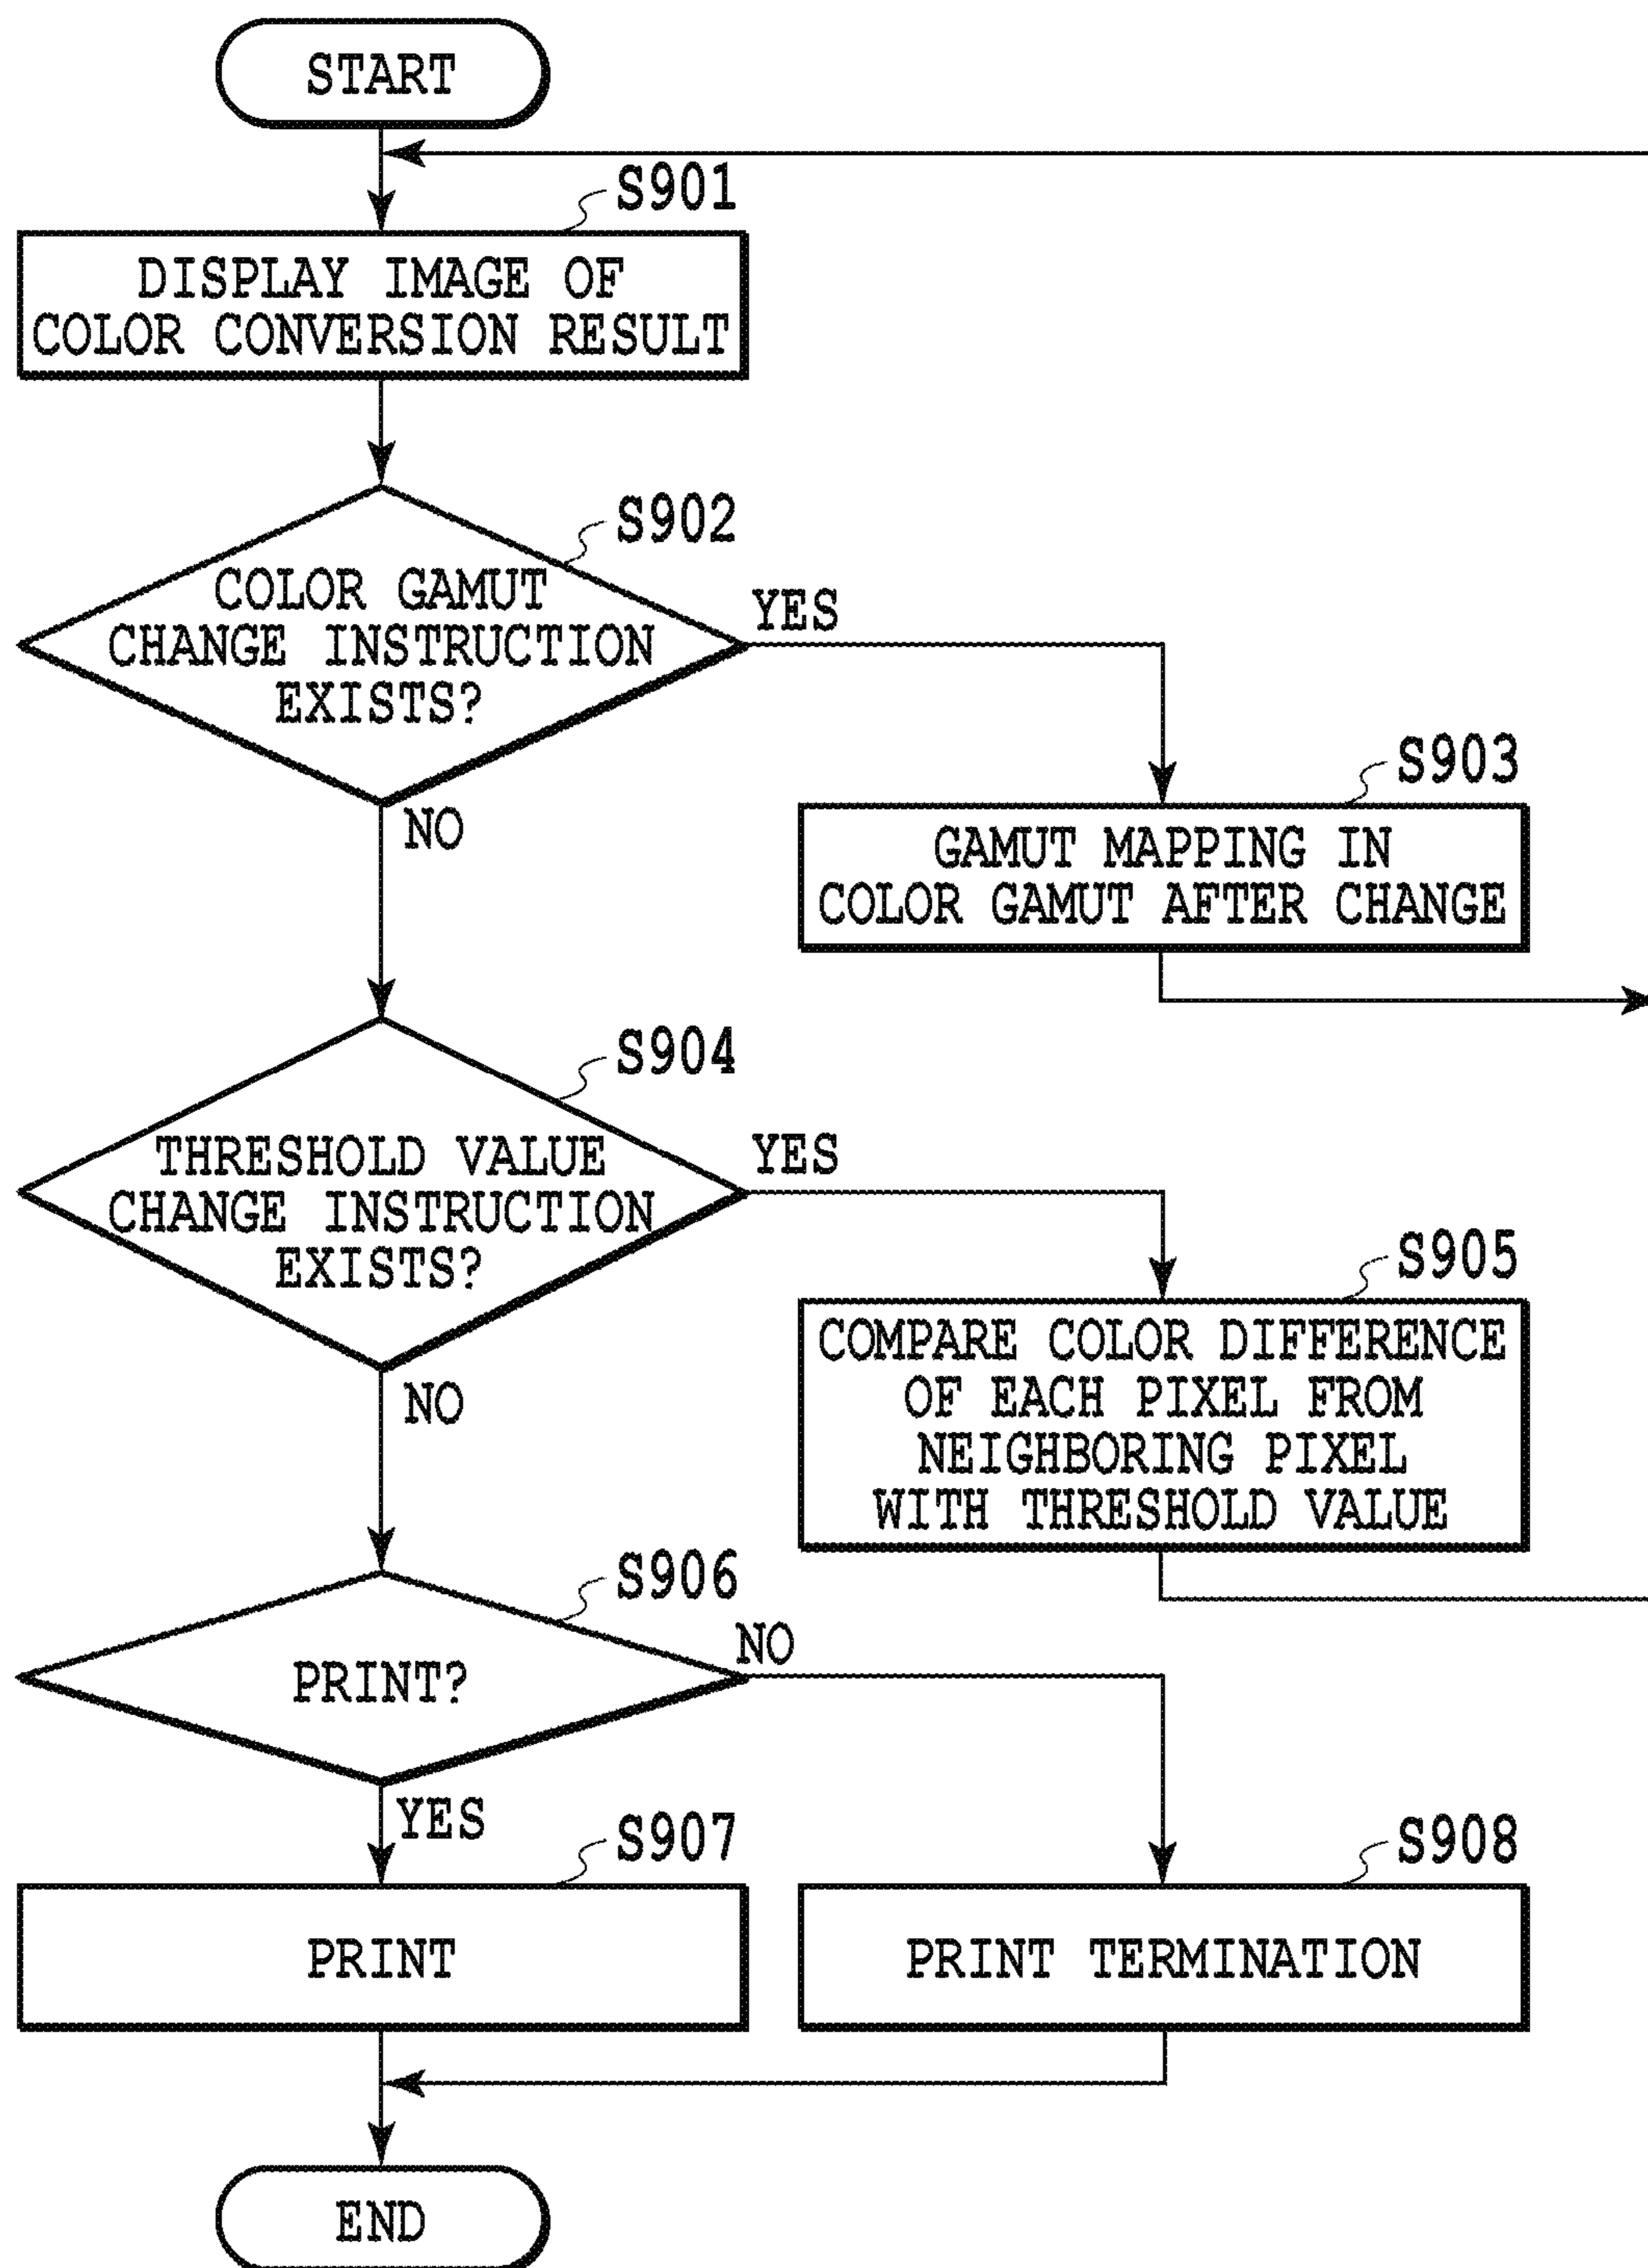 START
S901
DISPLAY IMAGE OF
COLOR CONVERSION RESULT
S902
COLOR GAMUT
CHANGE INSTRUCTION
EXISTS?
YES
NO
S903
GAMUT MAPPING IN
COLOR GAMUT AFTER CHANGE
S904
THRESHOLD VALUE
CHANGE INSTRUCTION
EXISTS?
YES
NO
S905
COMPARE COLOR DIFFERENCE
OF EACH PIXEL FROM
NEIGHBORING PIXEL
WITH THRESHOLD VALUE
S906
PRINT?
NO
YES
S907
PRINT
S908
PRINT TERMINATION
END